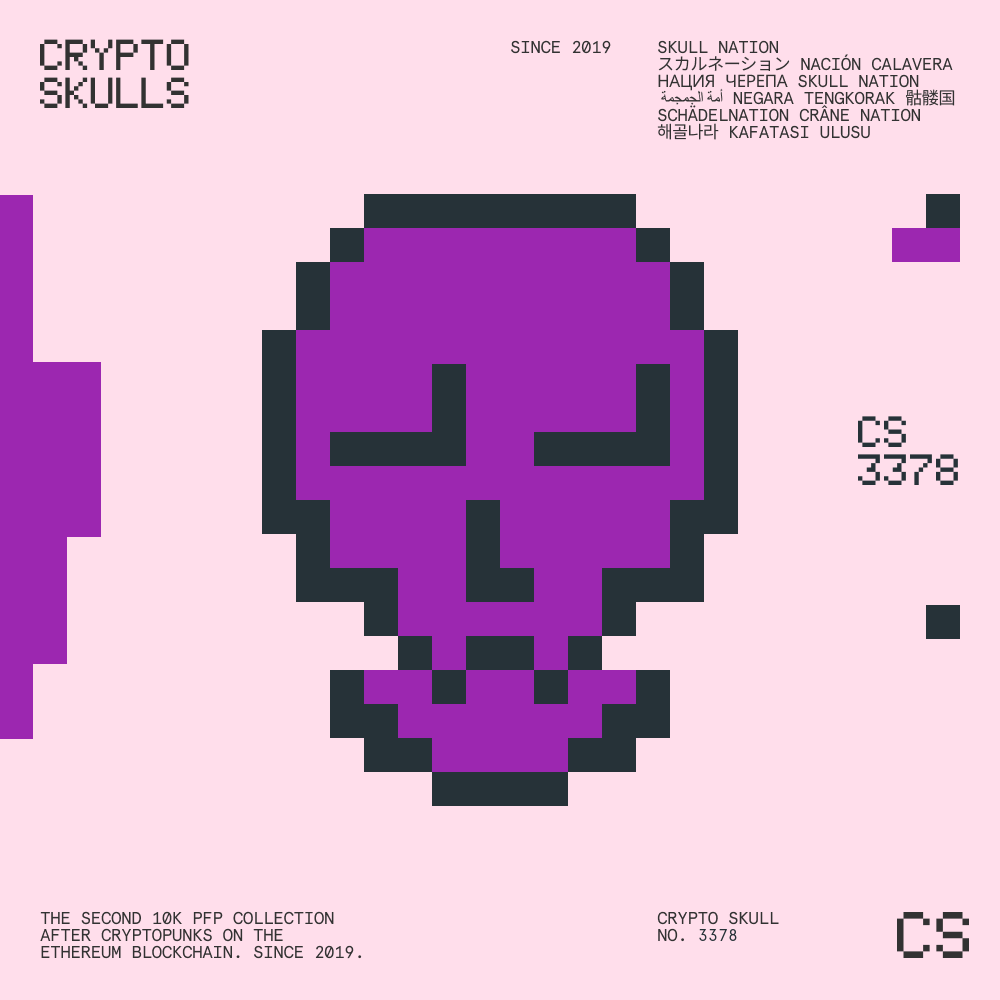 CRYPTO
SKULLS
SINCE 2019
SKULL NATION
スカルネーション NACIÓN CALAVERA
НАЦИЯ ЧЕРЕПА SKULL NATION
أمة الجمجمة NEGARA TENGKORAK 骷髅国
SCHÄDELNATION CRÂNE NATION
해골나라 KAFATASI ULUSU
CS
3378
THE SECOND 10K PFP COLLECTION
AFTER CRYPTOPUNKS ON THE
ETHEREUM BLOCKCHAIN. SINCE 2019.
CRYPTO SKULL
NO. 3378
CS